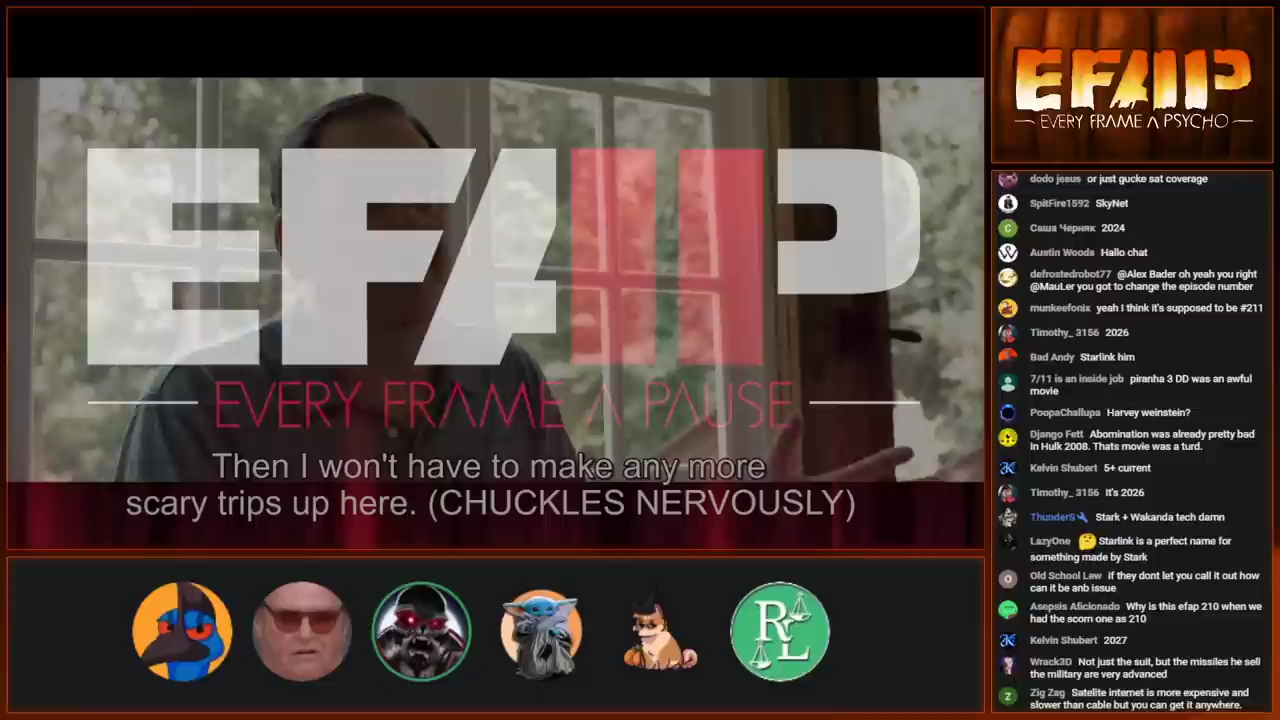 EFAP
EVERY FRAME A PAUSE
Then I won't have to make any more
scary trips up here. (CHUCKLES NERVOUSLY)
RL
EFAP
EVERY FRAME A PSYCHO
dodo jesus or just gucke sat coverage
SpitFire1592 SkyNet
C
Саша Черняк 2024
W
Austin Woods Hallo chat
defrostedrobot77 @Alex Bader oh yeah you right
@MauLer you got to change the episode number
munkeefonix yeah I think it's supposed to be #211
Timothy_ 3156 2026
Bad Andy Starlink him
7/11 is an inside job piranha 3 DD was an awful
movie
PoopaChallupa Harvey weinstein?
Django Fett Abomination was already pretty bad
in Hulk 2008. Thats movie was a turd.
Kelvin Shubert 5+ current
Timothy_ 3156 It's 2026
ThunderS Stark + Wakanda tech damn
LazyOne 🤔 Starlink is a perfect name for
something made by Stark
O
Old School Lew if they dont let you call it out how
can it be anb issue
Asepsis Aficionado Why is this efap 210 when we
had the scorn one as 210
Kelvin Shubert 2027
Wrack3D Not just the suit, but the missiles he sell
the military are very advanced
Z
Zig Zag Satelite internet is more expensive and
slower than cable but you can get it anywhere.